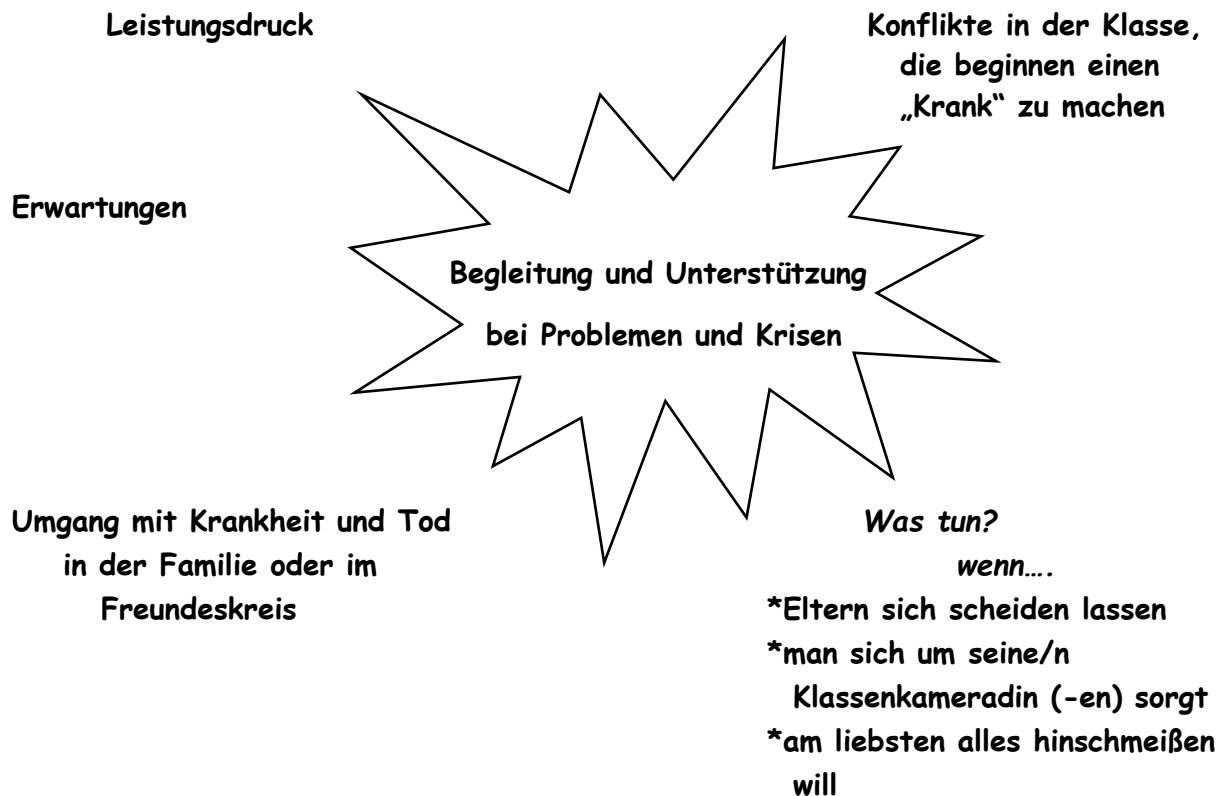 Leistungsdruck
Konflikte in der Klasse,
die beginnen einen
„Krank“ zu machen
Erwartungen
Begleitung und Unterstützung
bei Problemen und Krisen
Umgang mit Krankheit und Tod
in der Familie oder im
Freundeskreis
Was tun?
wenn….
*Eltern sich scheiden lassen
*man sich um seine/n
Klassenkameradin (-en) sorgt
*am liebsten alles hinschmeißen
will